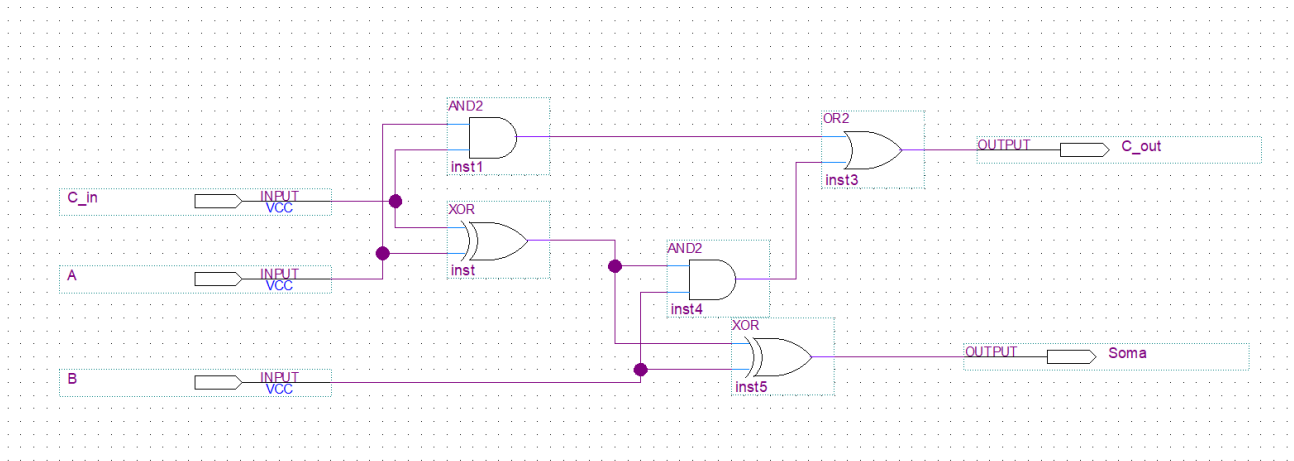 AND2
inst1
OR2
inst3
OUTPUT
C_out
C_in
INPUT
VCC
XOR
inst
A
INPUT
VCC
AND2
inst4
XOR
inst5
OUTPUT
Soma
B
INPUT
VCC